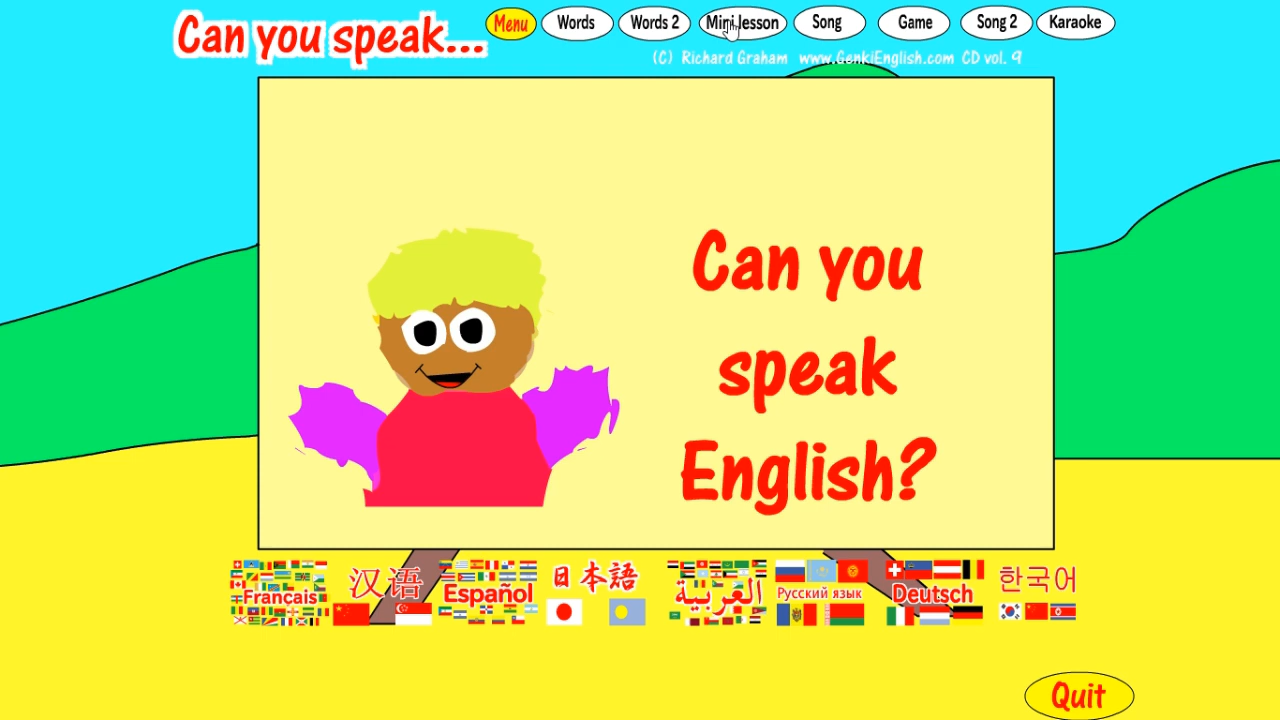 Can you speak...
Menu
Words
Words 2
Mini lesson
Song
Game
Song 2
Karaoke
(C) Richard Graham www.GenkiEnglish.com CD vol. 9
Can you
speak
English?
Français
汉语
Español
日本語
العربية
Русский язык
Deutsch
한국어
Quit